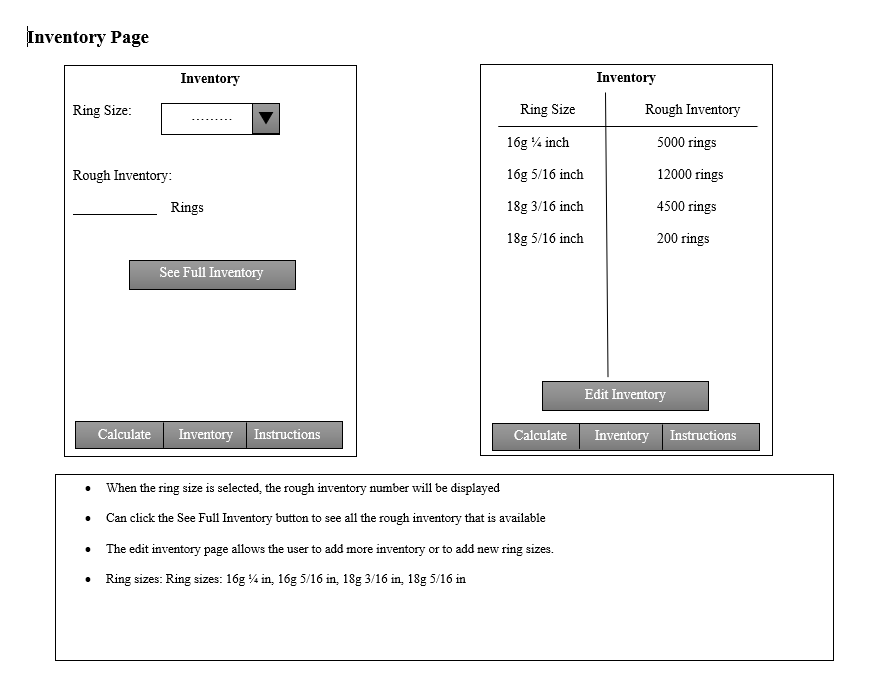 Inventory Page
Inventory
Ring Size:
.........
Rough Inventory:
__________ Rings
See Full Inventory
Calculate Inventory Instructions
Inventory
Ring Size Rough Inventory
16g ¼ inch 5000 rings
16g 5/16 inch 12000 rings
18g 3/16 inch 4500 rings
18g 5/16 inch 200 rings
Edit Inventory
Calculate Inventory Instructions
• When the ring size is selected, the rough inventory number will be displayed
• Can click the See Full Inventory button to see all the rough inventory that is available
• The edit inventory page allows the user to add more inventory or to add new ring sizes.
• Ring sizes: Ring sizes: 16g ¼ in, 16g 5/16 in, 18g 3/16 in, 18g 5/16 in